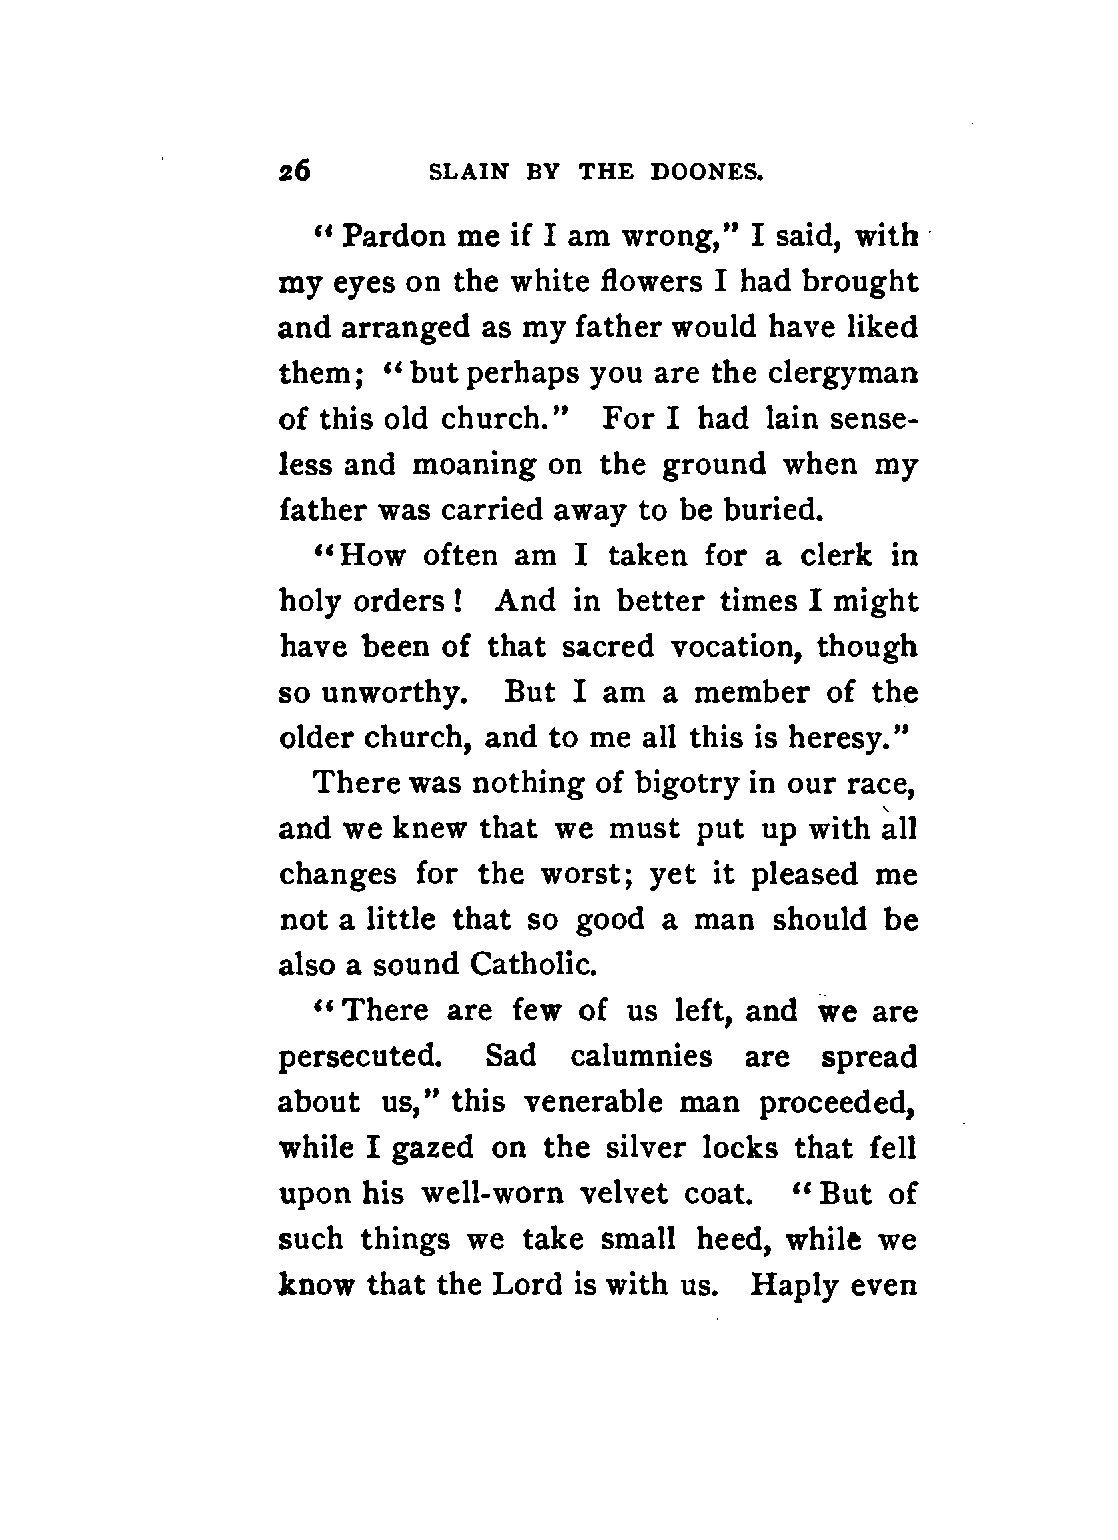 26 SLAIN BY THE DOONES.
“ Pardon me if I am wrong,” I said, with
my eyes on the white flowers I had brought
and arranged as my father would have liked
them; “ but perhaps you are the clergyman
of this old church.” For I had lain sense-
less and moaning on the ground when my
father was carried away to be buried.
“How often am I taken for a clerk in
holy orders! And in better times I might
have been of that sacred vocation, though
so unworthy. But I am a member of the
older church, and to me all this is heresy.”
There was nothing of bigotry in our race,
and we knew that we must put up with all
changes for the worst; yet it pleased me
not a little that so good a man should be
also a sound Catholic.
“ There are few of us left, and we are
persecuted. Sad calumnies are spread
about us,” this venerable man proceeded,
while I gazed on the silver locks that fell
upon his well-worn velvet coat. “ But of
such things we take small heed, while we
know that the Lord is with us. Haply even